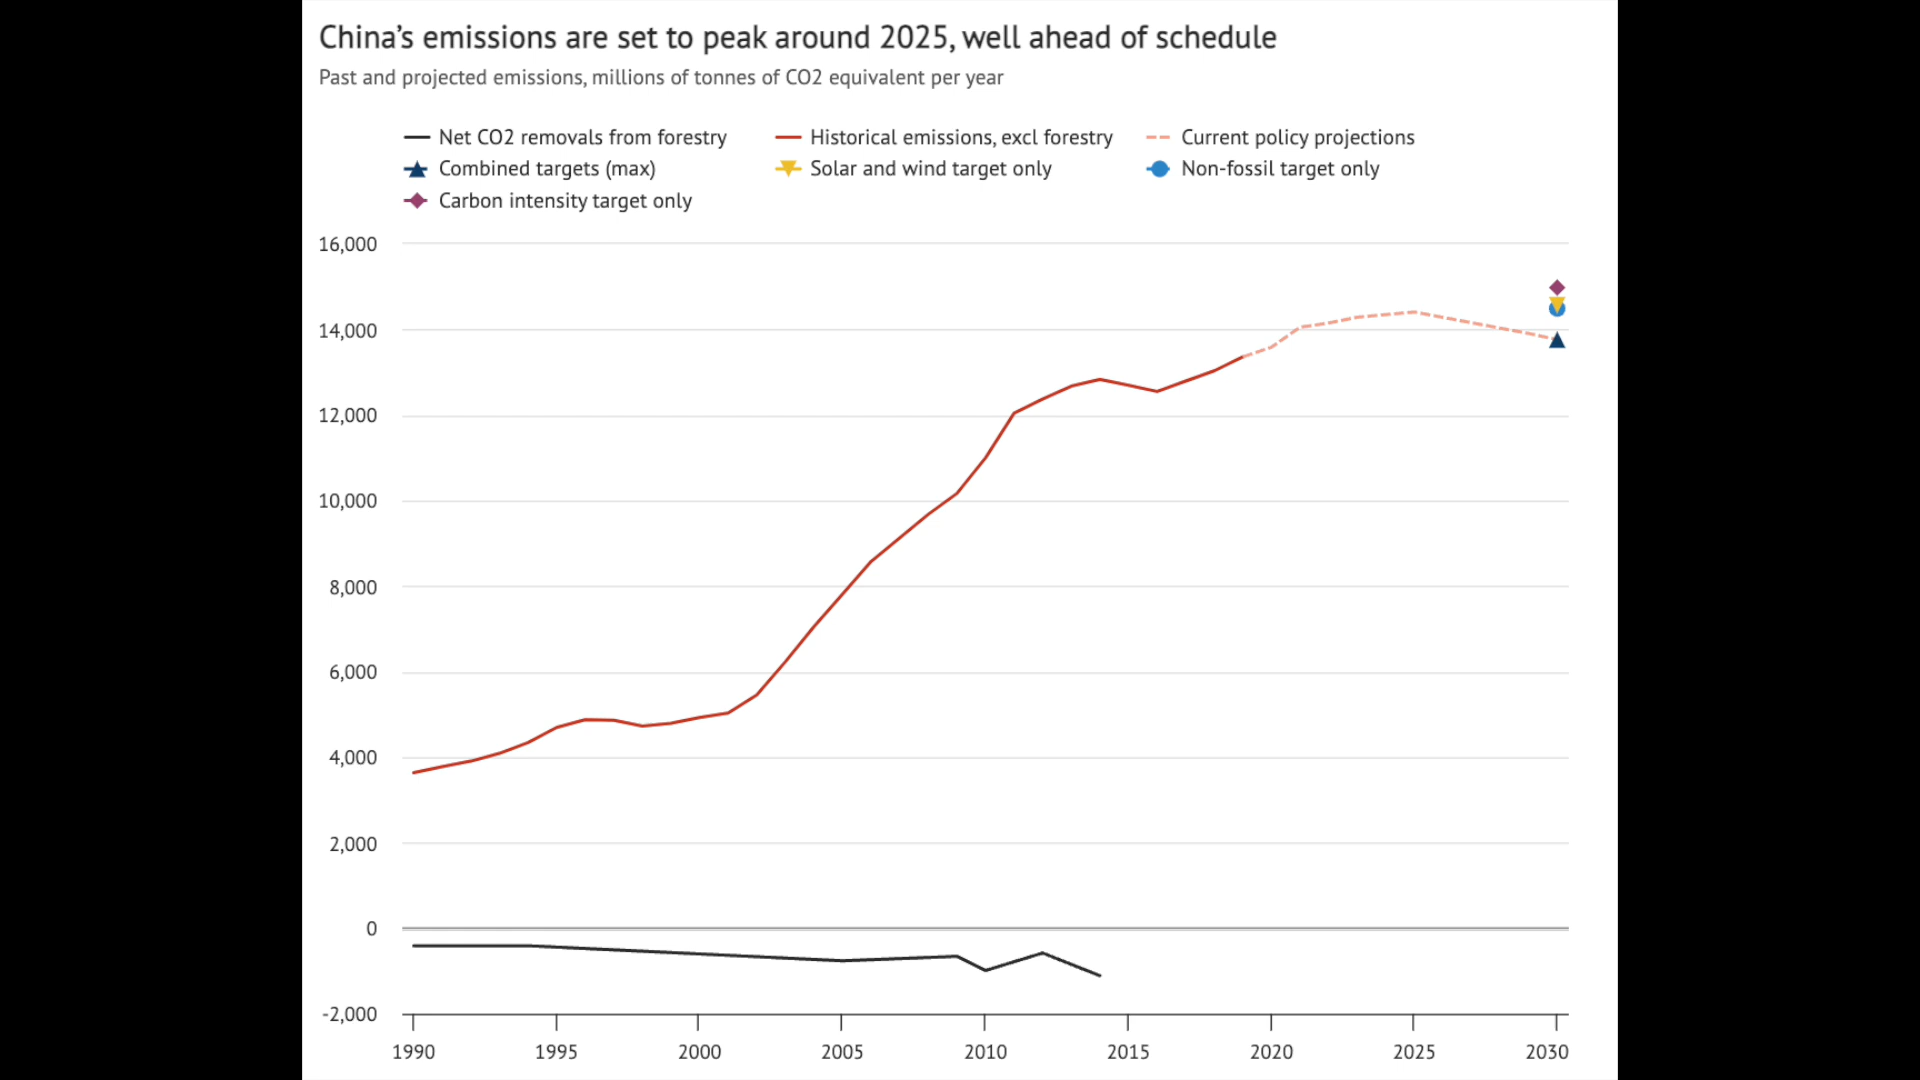 China’s emissions are set to peak around 2025, well ahead of schedule
Past and projected emissions, millions of tonnes of CO2 equivalent per year
Net CO2 removals from forestry
Historical emissions, excl forestry
Current policy projections
Combined targets (max)
Solar and wind target only
Non-fossil target only
Carbon intensity target only
16,000
14,000
12,000
10,000
8,000
6,000
4,000
2,000
0
-2,000
1990 1995 2000 2005 2010 2015 2020 2025 2030